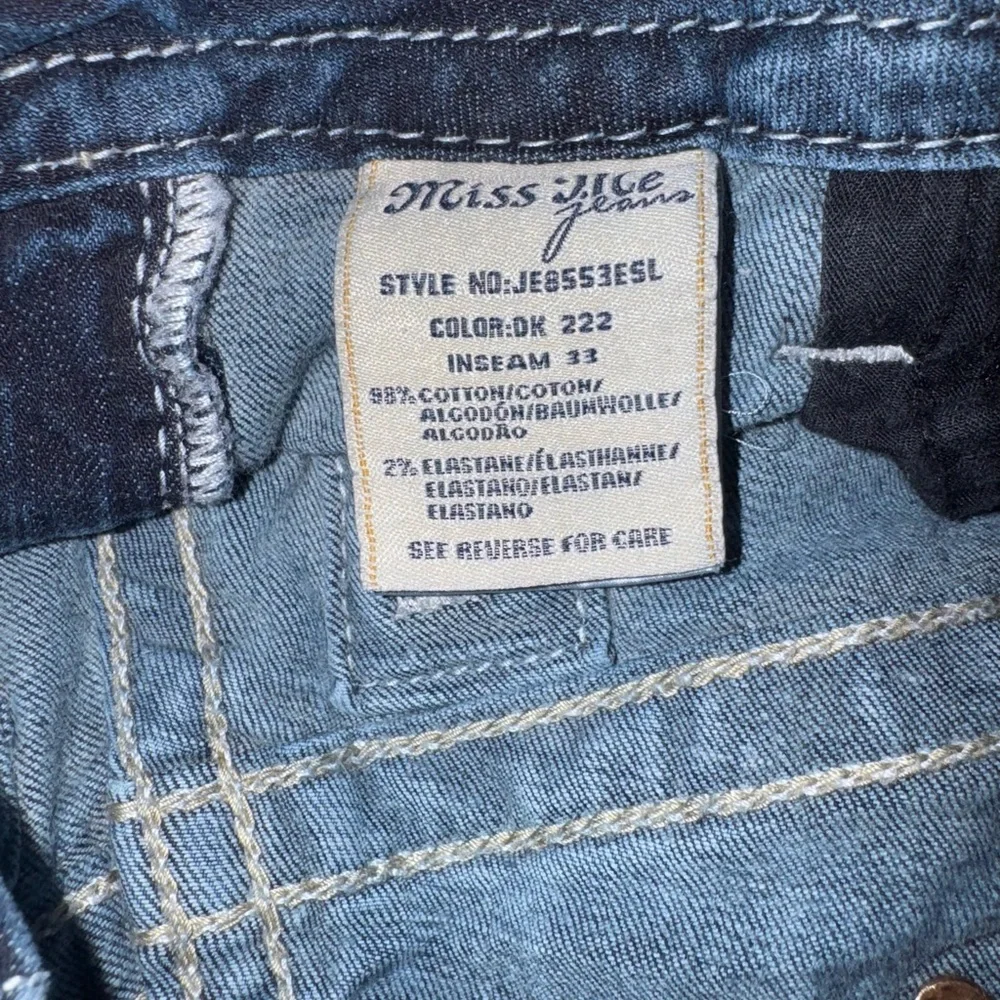 Miss Me
jeans
STYLE NO:JE8553ESL
COLOR:DK 222
INSEAM 33
98% COTTON/COTON/
ALGODÓN/BAUMWOLLE/
ALGODÃO
2% ELASTANE/ÉLASTHANNE/
ELASTANO/ELASTAN/
ELASTANO
SEE REVERSE FOR CARE